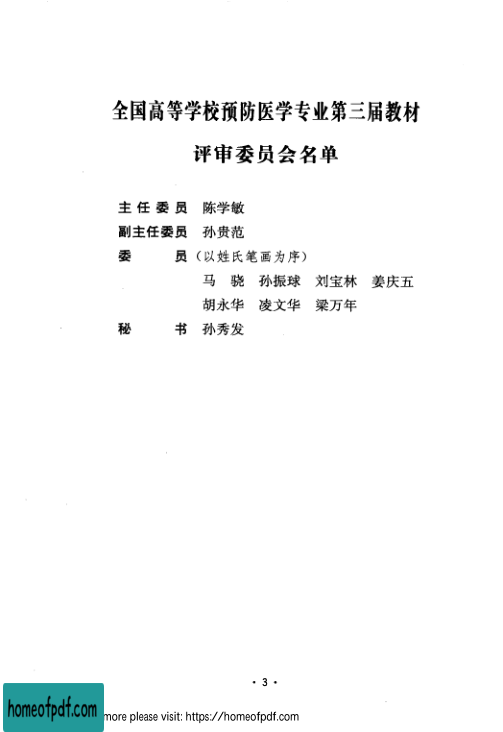 全国高等学校预防医学专业第三届教材
评审委员会名单
主任委员 陈学敏
副主任委员 孙贵范
委 员(以姓氏笔画为序)
马 骁 孙振球 刘宝林 姜庆五
胡永华 凌文华 梁万年
秘 书 孙秀发
· 3 ·
homeofpdf.com
more please visit: https://homeofpdf.com